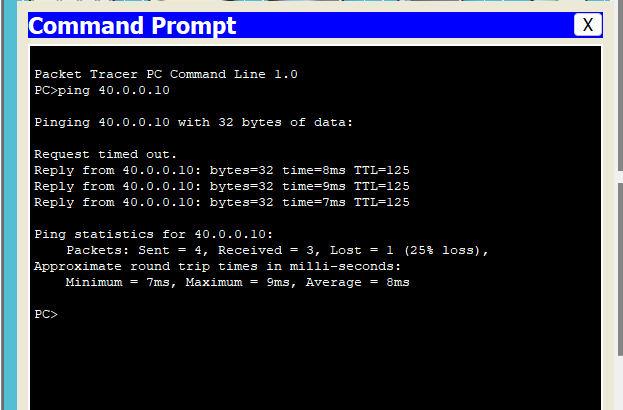 Command Prompt
X
Packet Tracer PC Command Line 1.0
PC>ping 40.0.0.10
Pinging 40.0.0.10 with 32 bytes of data:
Request timed out.
Reply from 40.0.0.10: bytes=32 time=8ms TTL=125
Reply from 40.0.0.10: bytes=32 time=9ms TTL=125
Reply from 40.0.0.10: bytes=32 time=7ms TTL=125
Ping statistics for 40.0.0.10:
Packets: Sent = 4, Received = 3, Lost = 1 (25% loss),
Approximate round trip times in milli-seconds:
Minimum = 7ms, Maximum = 9ms, Average = 8ms
PC>